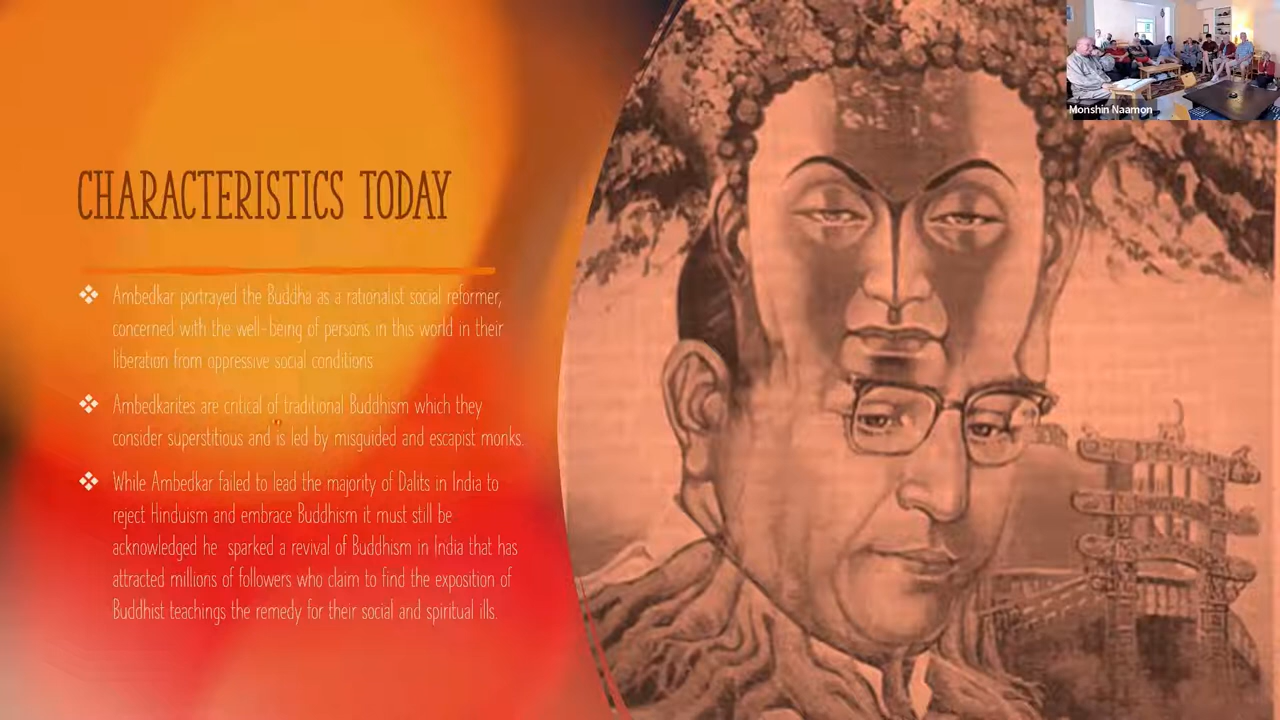 CHARACTERISTICS TODAY
❖ Ambedkar portrayed the Buddha as a rationalist social reformer,
concerned with the well-being of persons in this world in their
liberation from oppressive social conditions
❖ Ambedkarites are critical of traditional Buddhism which they
consider superstitious and is led by misguided and escapist monks.
❖ While Ambedkar failed to lead the majority of Dalits in India to
reject Hinduism and embrace Buddhism it must still be
acknowledged he sparked a revival of Buddhism in India that has
attracted millions of followers who claim to find the exposition of
Buddhist teachings the remedy for their social and spiritual ills.
Monshin Naamon